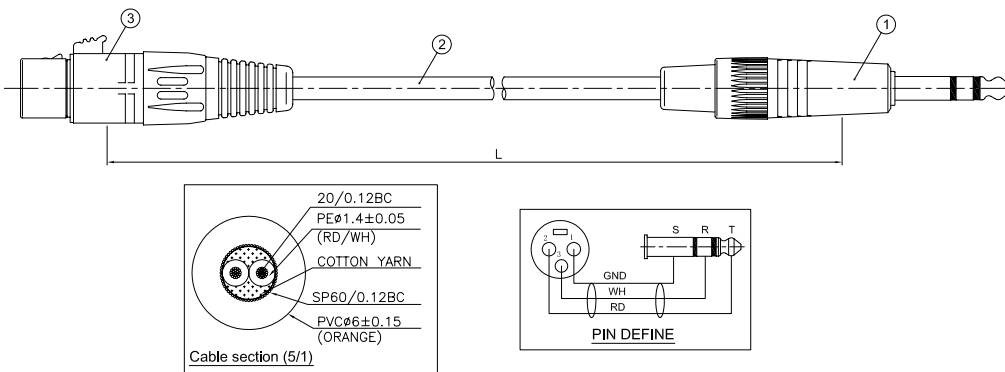 3
2
1
L
20/0.12BC
PEø1.4±0.05
(RD/WH)
COTTON YARN
SP60/0.12BC
PVCø6±0.15
(ORANGE)
Cable section (5/1)
S R T
2 1
3
GND
WH
RD
PIN DEFINE